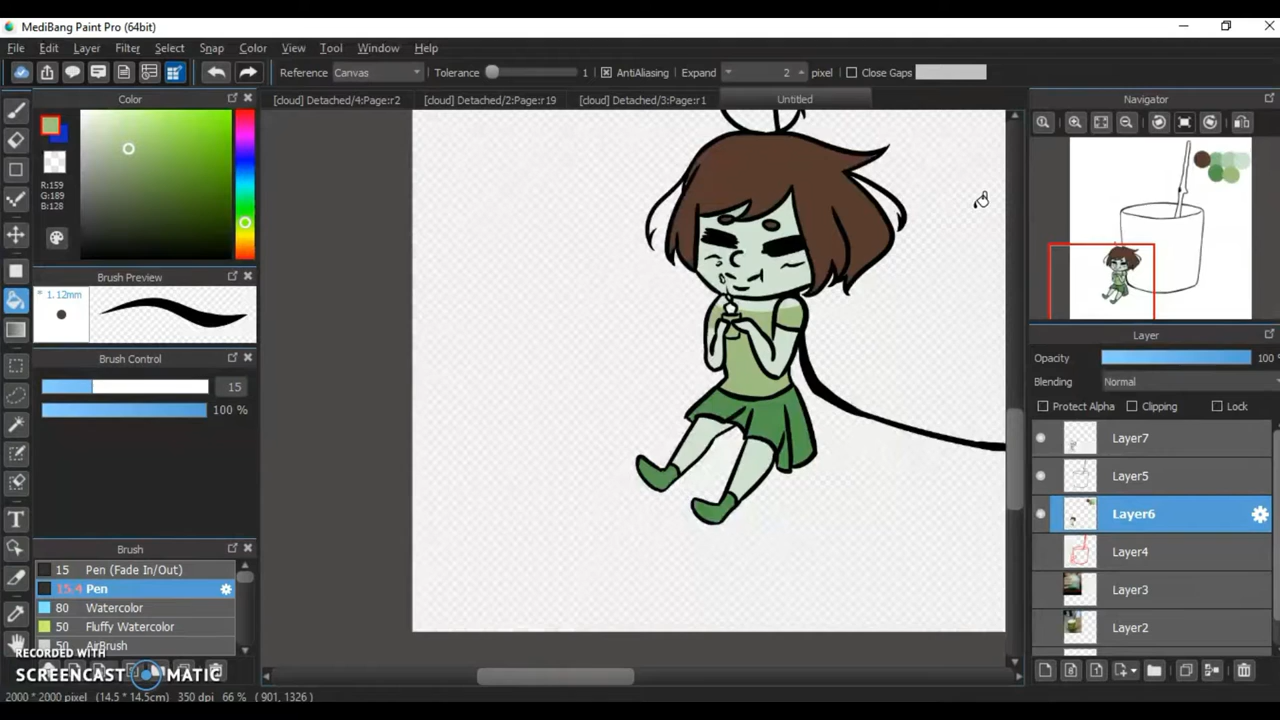 MediBang Paint Pro (64bit)
File Edit Layer Filter Select Snap Color View Tool Window Help
Reference Canvas Tolerance 1 AntiAliasing Expand 2 pixel Close Gaps
Color
[cloud] Detached/4:Page:r2 [cloud] Detached/2:Page:r19 [cloud] Detached/3:Page:r1 Untitled
Navigator
R:159
G:189
B:128
Brush Preview
* 1.12mm
Brush Control
15
100 %
Layer
Opacity 100
Blending Normal
Protect Alpha Clipping Lock
Layer7
Layer5
Layer6
Layer4
Layer3
Layer2
T
Brush
15 Pen (Fade In/Out)
15.4 Pen
80 Watercolor
50 Fluffy Watercolor
50 AirBrush
RECORDED WITH
SCREENCAST MATIC
2000 * 2000 pixel (14.5 * 14.5cm) 350 dpi 66 % (901, 1326)